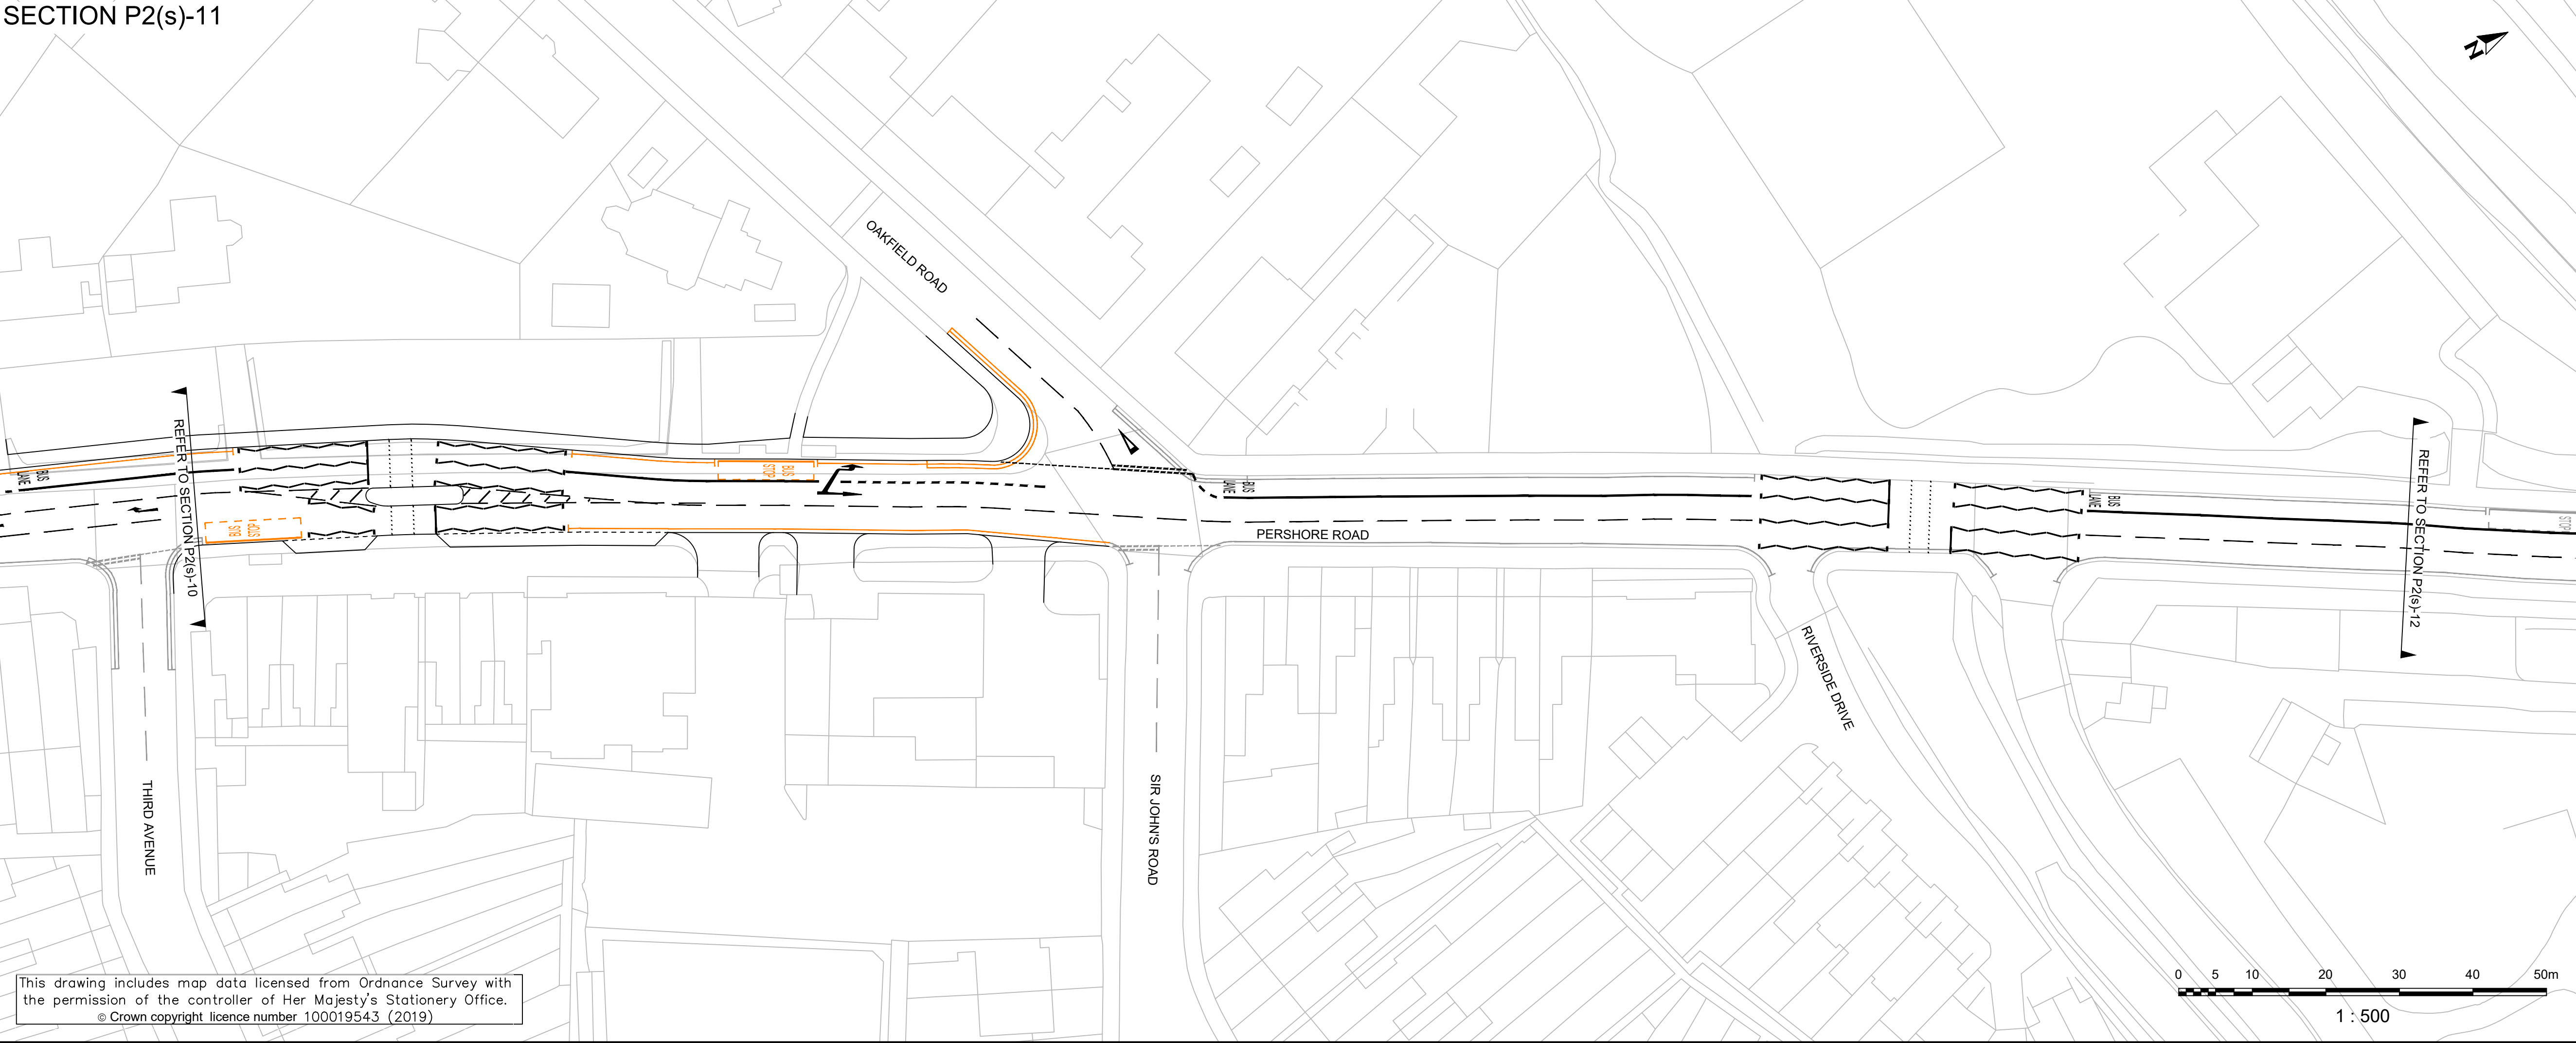 SECTION P2(s)-11
N
OAKFIELD ROAD
REFER TO SECTION P2(s)-10
BUS
LANE
BUS
STOP
BUS
STOP
BUS
LANE
PERSHORE ROAD
BUS
LANE
REFER TO SECTION P2(s)-12
STOP
RIVERSIDE DRIVE
THIRD AVENUE
SIR JOHN'S ROAD
This drawing includes map data licensed from Ordnance Survey with
the permission of the controller of Her Majesty's Stationery Office.
© Crown copyright licence number 100019543 (2019)
0 5 10 20 30 40 50m
1 : 500